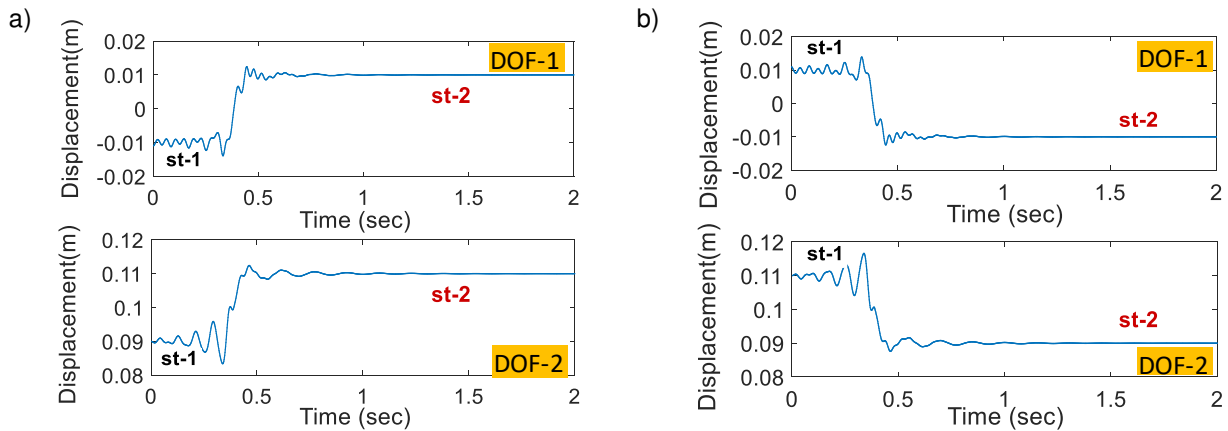 a)
Displacement(m)
0.02
0.01
0
-0.01
-0.02
DOF-1
st-2
st-1
0
0.5
1
1.5
2
Time (sec)
Displacement(m)
0.12
0.11
0.1
0.09
0.08
st-2
st-1
DOF-2
0
0.5
1
1.5
2
Time (sec)
b)
Displacement(m)
0.02
0.01
0
-0.01
-0.02
st-1
DOF-1
st-2
0
0.5
1
1.5
2
Time (sec)
Displacement(m)
0.12
0.11
0.1
0.09
0.08
st-1
st-2
DOF-2
0
0.5
1
1.5
2
Time (sec)